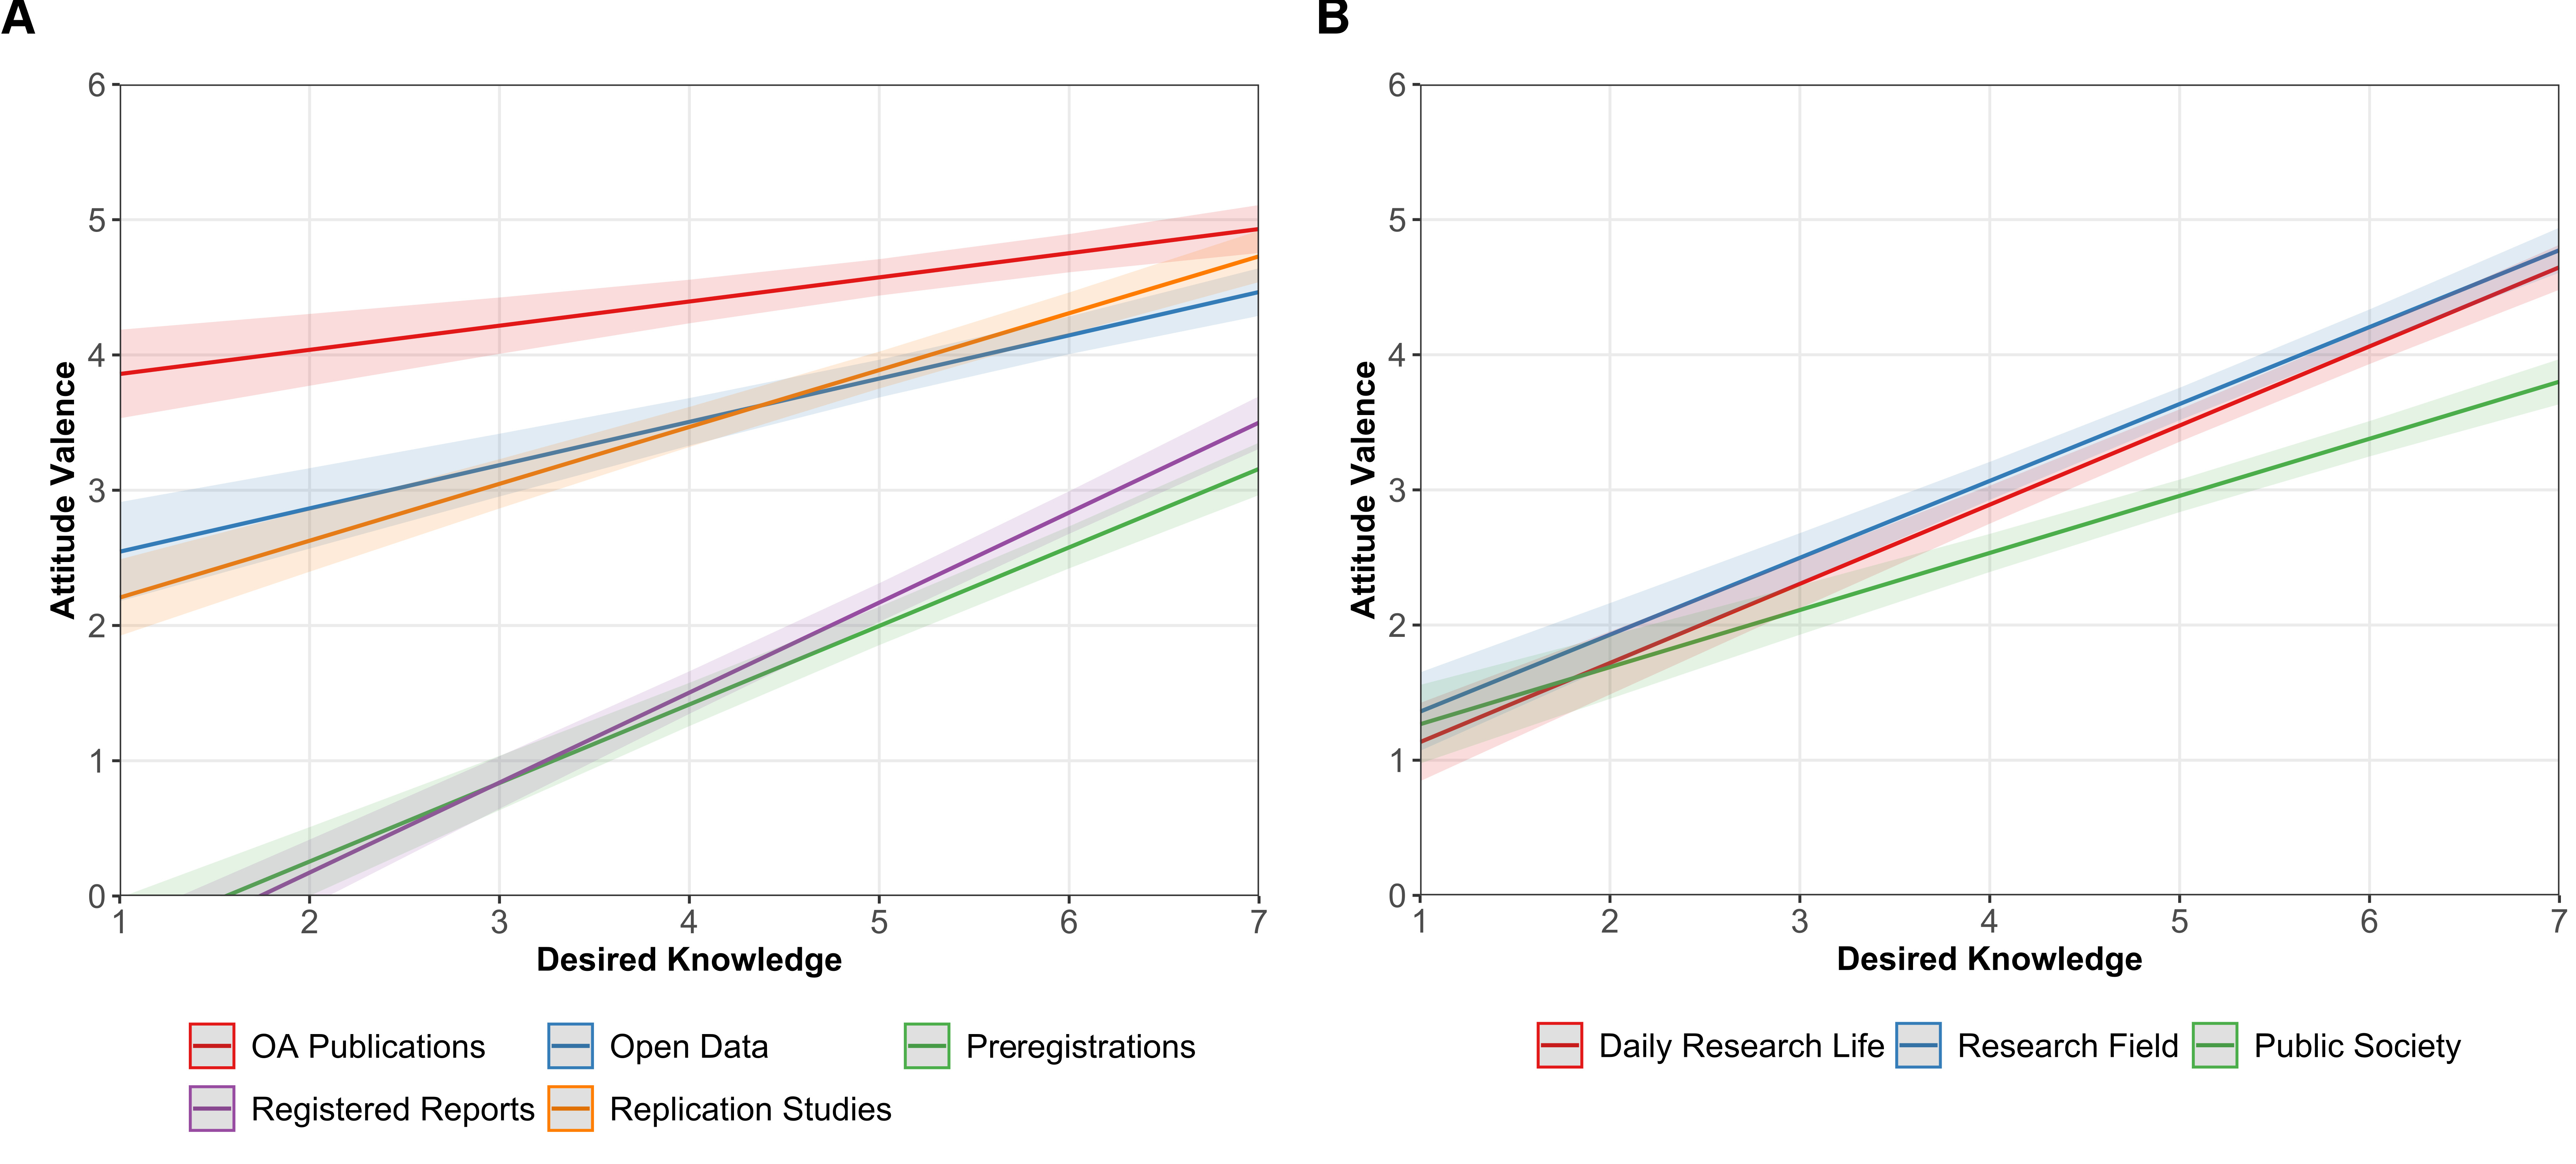 A
B
6
5
4
3
2
1
0
Attitude Valence
1 2 3 4 5 6 7
Desired Knowledge
OA Publications Open Data Preregistrations
Registered Reports Replication Studies
6
5
4
3
2
1
0
Attitude Valence
1 2 3 4 5 6 7
Desired Knowledge
Daily Research Life Research Field Public Society